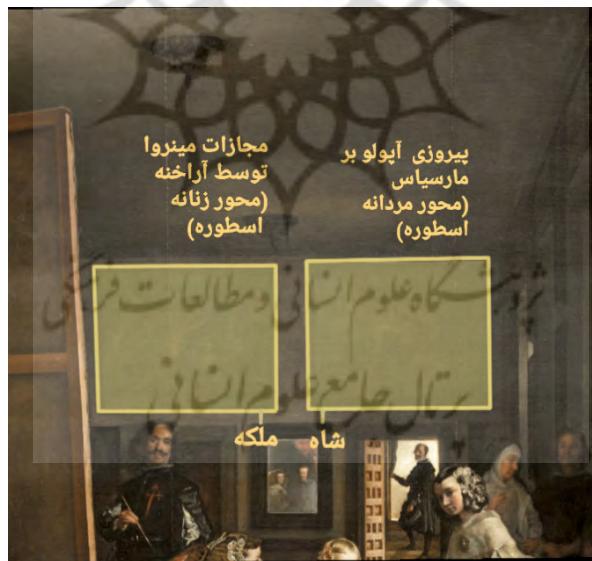 پیروزی آپولو بر
مارسیاس
(محور مردانه
اسطوره)
مجازات مینروا
توسط آراخنه
(محور زنانه
اسطوره)
پژوهشگاه علوم انسانی و مطالعات فرهنگی
پرتال جامع علوم انسانی
شاه
ملکه